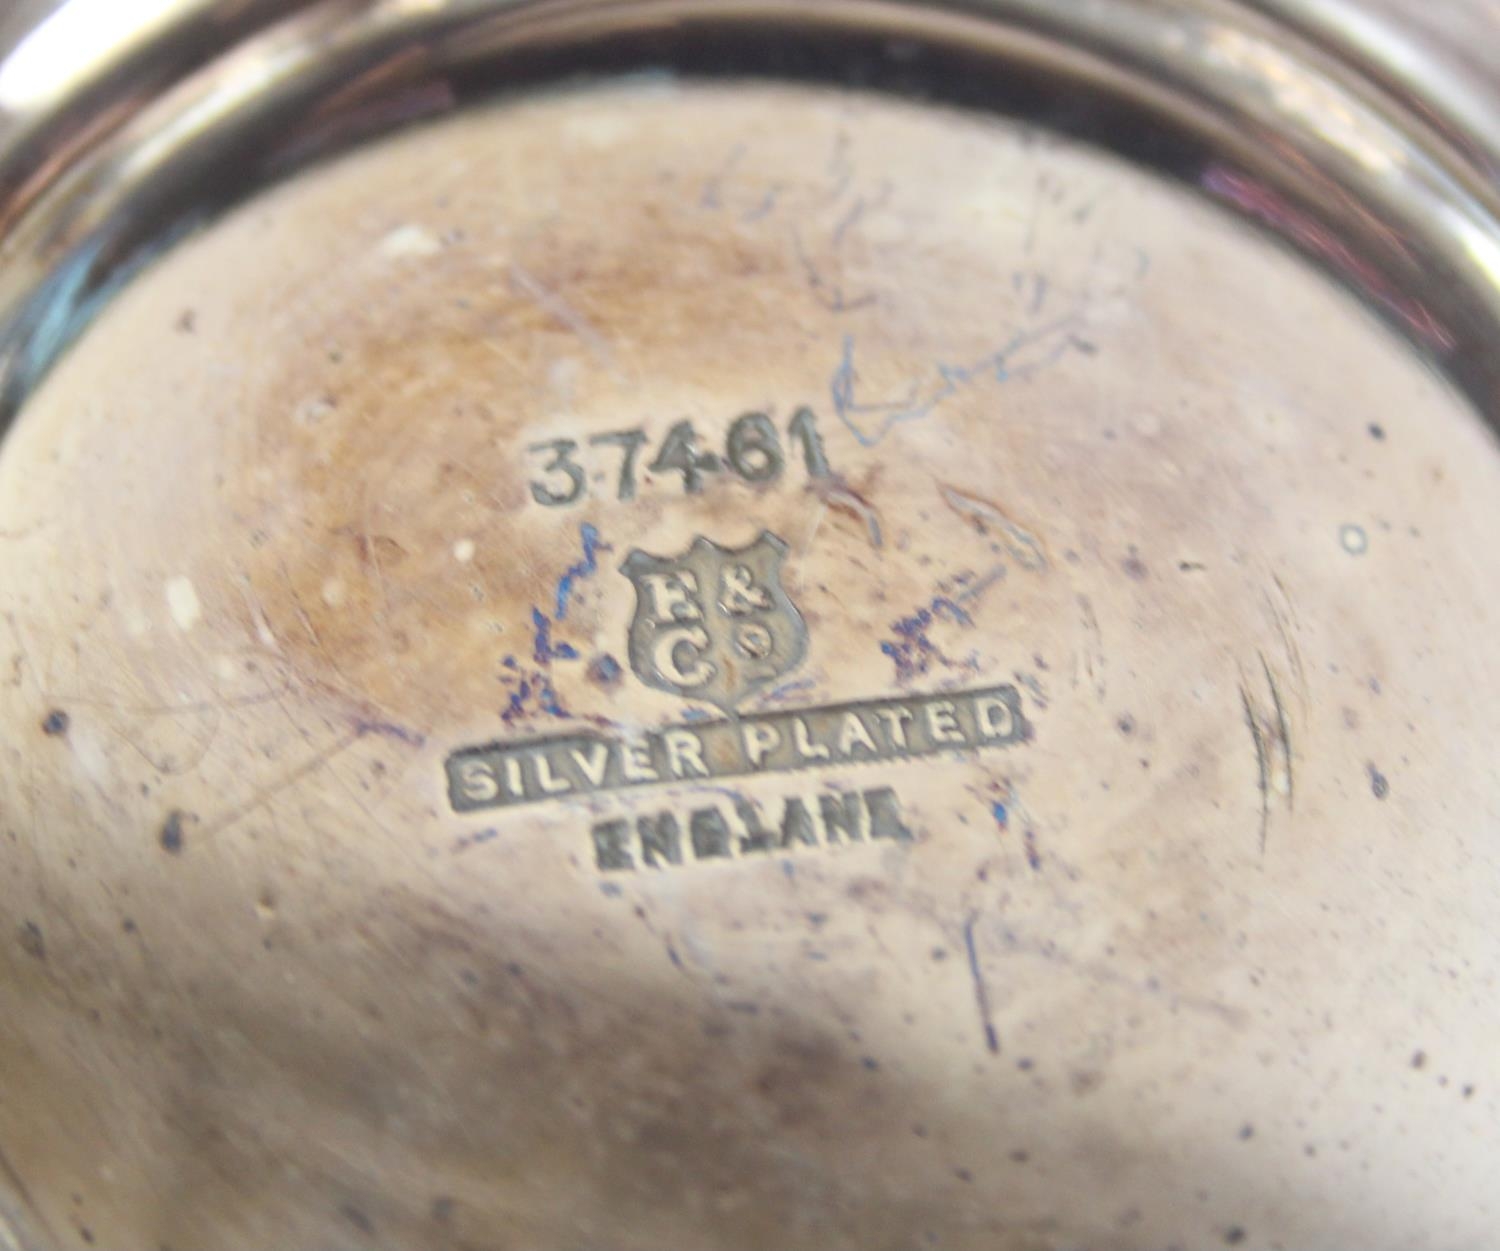 37461
E &
Co
SILVER PLATED
ENGLAND